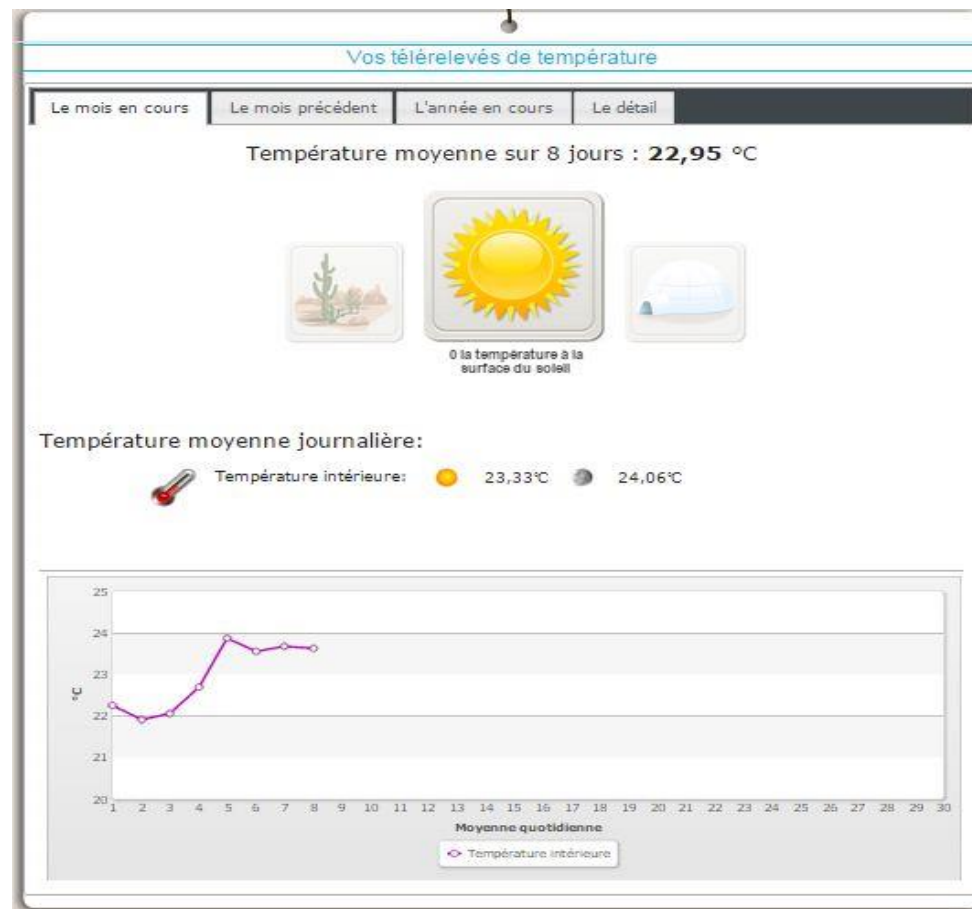 Vos télérelevés de température
Le mois en cours Le mois précédent L'année en cours Le détail
Température moyenne sur 8 jours : 22,95 °C
0 la température à la
surface du soleil
Température moyenne journalière:
Température intérieure: 23,33°C 24,06°C
25
24
23
°C
22
21
20
1 2 3 4 5 6 7 8 9 10 11 12 13 14 15 16 17 18 19 20 21 22 23 24 25 26 27 28 29 30
Moyenne quotidienne
Température intérieure